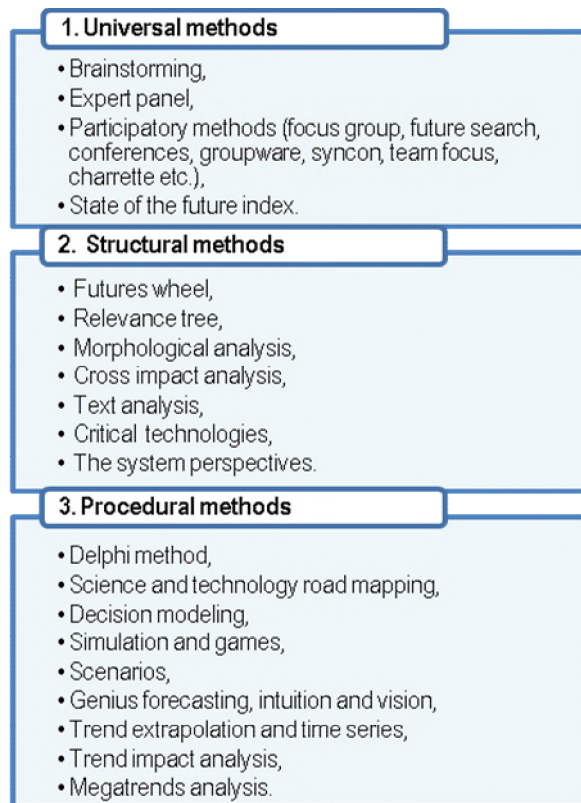 1. Universal methods
• Brainstorming,
• Expert panel,
• Participatory methods (focus group, future search,
conferences, groupware, syncon, team focus,
charrette etc.),
• State of the future index.
2. Structural methods
• Futures wheel,
• Relevance tree,
• Morphological analysis,
• Cross impact analysis,
• Text analysis,
• Critical technologies,
• The system perspectives.
3. Procedural methods
• Delphi method,
• Science and technology road mapping,
• Decision modeling,
• Simulation and games,
• Scenarios,
• Genius forecasting, intuition and vision,
• Trend extrapolation and time series,
• Trend impact analysis,
• Megatrends analysis.